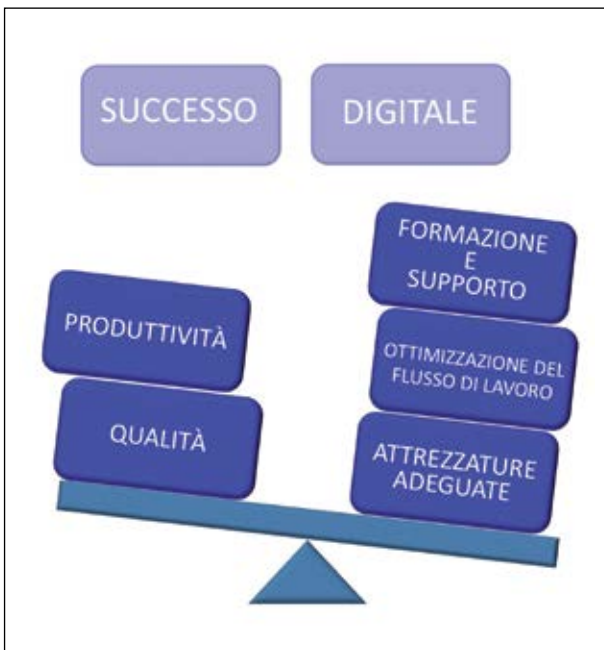 SUCCESSO
DIGITALE
PRODUTTIVITÀ
QUALITÀ
FORMAZIONE
E
SUPPORTO
OTTIMIZZAZIONE DEL
FLUSSO DI LAVORO
ATTREZZATURE
ADEGUATE